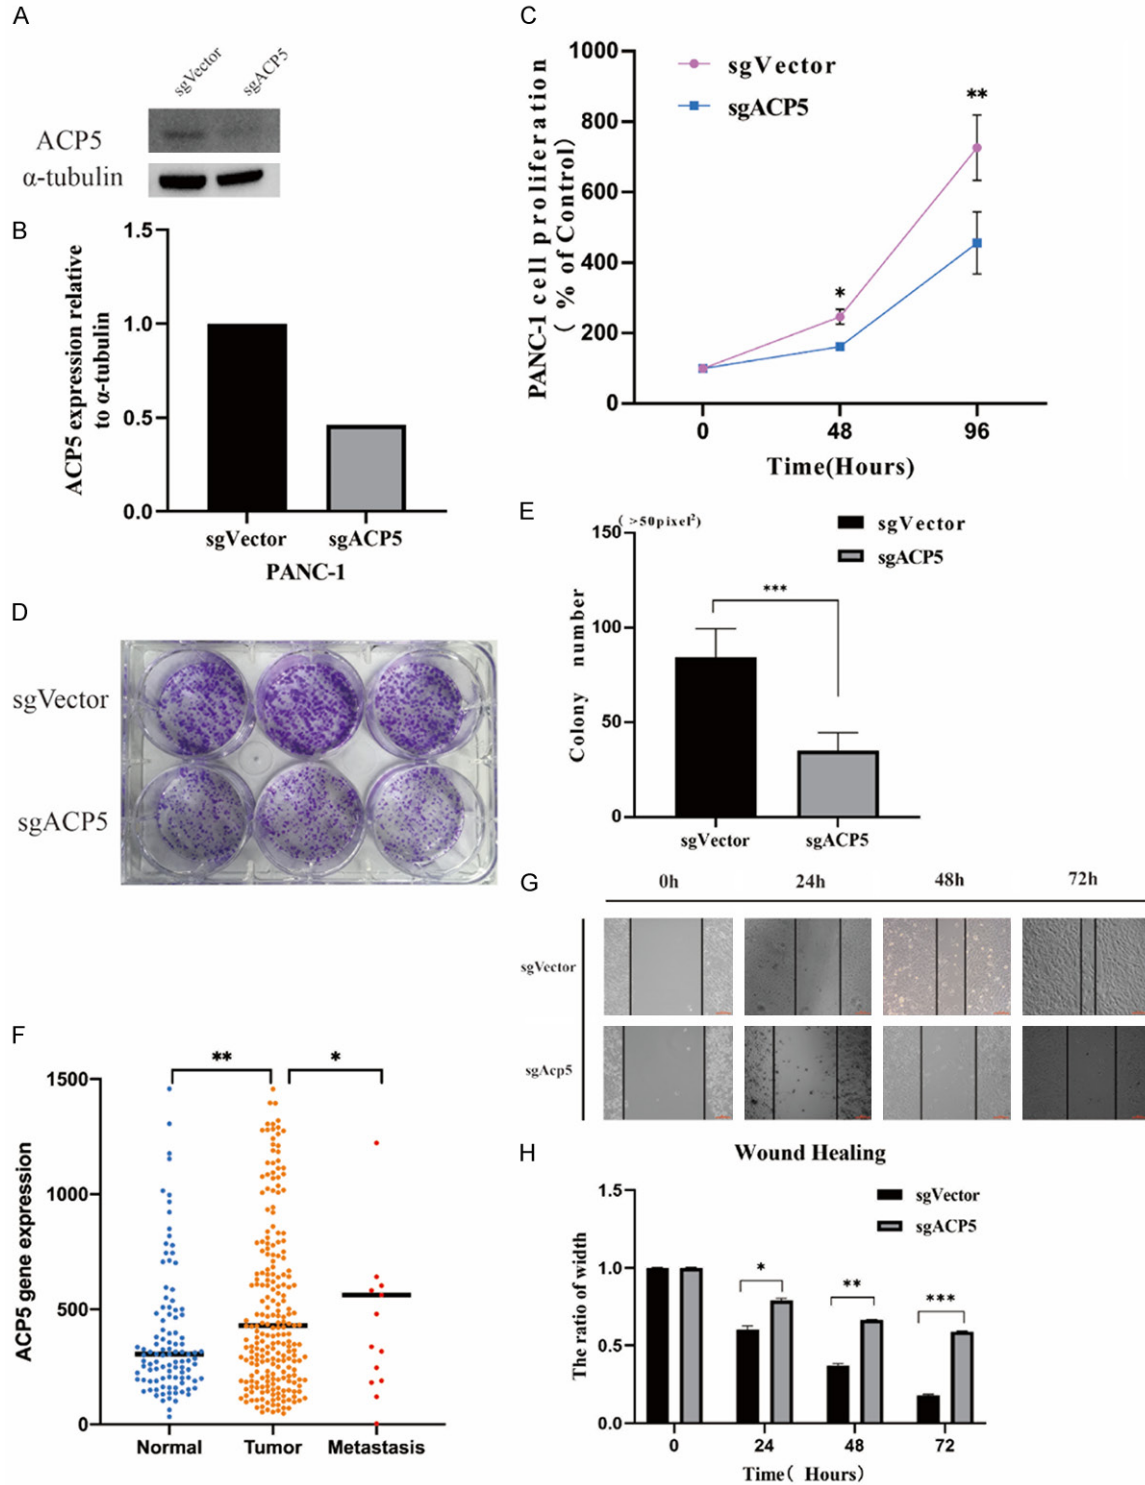 A
sgVector
sgACP5
ACP5
α-tubulin
B
ACP5 expression relative
to α-tubulin
1.5
1.0
0.5
0.0
sgVector
sgACP5
PANC-1
C
PANC-1 cell proliferation
( % of Control)
1000
800
600
400
200
0
sgVector
sgACP5
*
**
0
48
96
Time(Hours)
D
sgVector
sgACP5
E
(>50pixel²)
Colony number
150
100
50
0
sgVector
sgACP5
***
sgVector
sgACP5
F
ACP5 gene expression
1500
1000
500
0
**
*
Normal
Tumor
Metastasis
G
0h
24h
48h
72h
sgVector
sgAcp5
H
Wound Healing
The ratio of width
1.5
1.0
0.5
0.0
sgVector
sgACP5
*
**
***
0
24
48
72
Time( Hours)